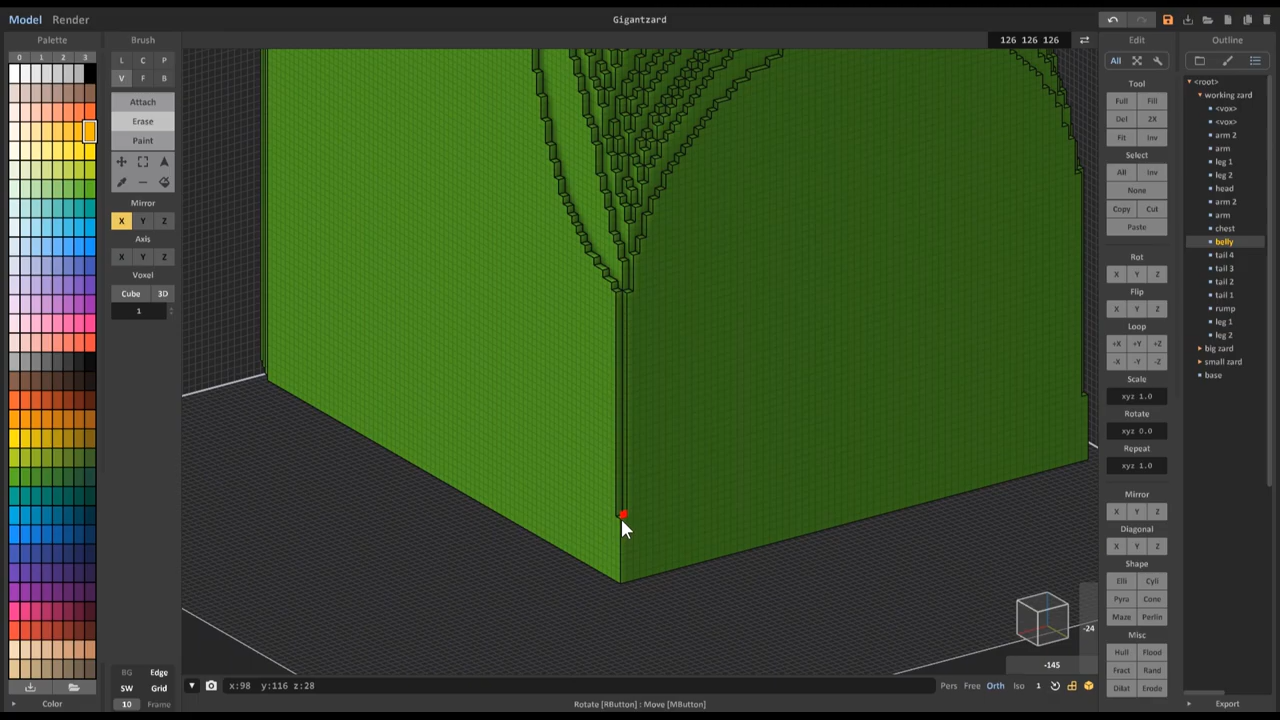 Model Render
Gigantzard
Palette
Brush
126 126 126
Edit
Outline
0 1 2 3
L C P
V F B
Attach
Erase
Paint
Mirror
X Y Z
Axis
X Y Z
Voxel
Cube 3D
1
BG Edge
SW Grid
10 Frame
Color
-24
-145
x:98 y:116 z:28
Pers Free Orth Iso 1
Rotate [RButton] : Move [MButton]
All
Tool
Full Fill
Del 2X
Fit Inv
Select
All Inv
None
Copy Cut
Paste
Rot
X Y Z
Flip
X Y Z
Loop
+X +Y +Z
-X -Y -Z
Scale
xyz 1.0
Rotate
xyz 0.0
Repeat
xyz 1.0
Mirror
X Y Z
Diagonal
X Y Z
Shape
Elli Cyli
Pyra Cone
Maze Perlin
Misc
Hull Flood
Fract Rand
Dilat Erode
<root>
working zard
<vox>
<vox>
arm 2
arm
leg 1
leg 2
head
arm 2
arm
chest
belly
tail 4
tail 3
tail 2
tail 1
rump
leg 1
leg 2
big zard
small zard
base
Export